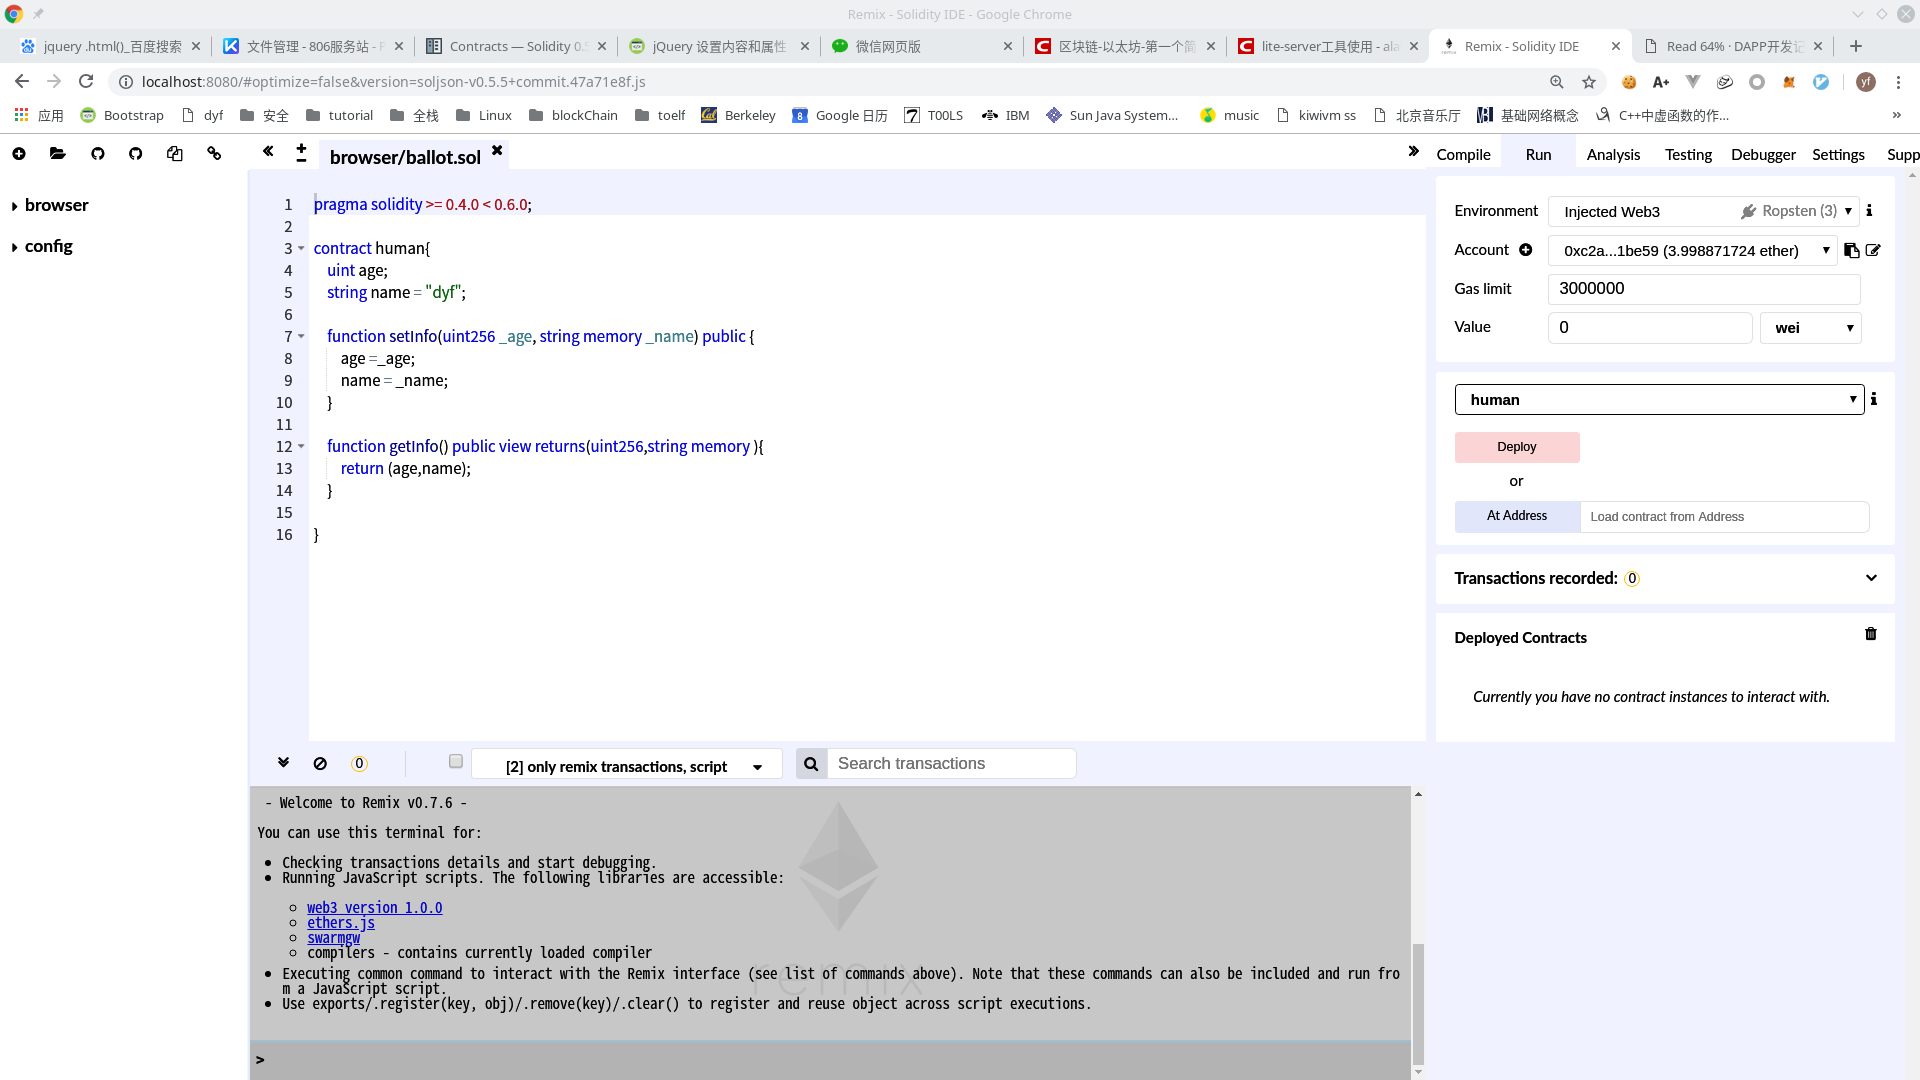 Remix - Solidity IDE - Google Chrome
jquery .html()_百度搜索
文件管理 - 806服务站 - P
Contracts — Solidity 0.5
jQuery 设置内容和属性
微信网页版
区块链-以太坊-第一个简
lite-server工具使用 - ala
Remix - Solidity IDE
Read 64% · DAPP开发记
localhost:8080/#optimize=false&version=soljson-v0.5.5+commit.47a71e8f.js
A+
yf
应用
Bootstrap
dyf
安全
tutorial
全栈
Linux
blockChain
toelf
Berkeley
Google 日历
T00LS
IBM
Sun Java System...
music
kiwivm ss
北京音乐厅
基础网络概念
C++中虚函数的作...
»
browser/ballot.sol
Compile Run Analysis Testing Debugger Settings Supp
browser
config
1 pragma solidity >= 0.4.0 < 0.6.0;
2
3 contract human{
4 uint age;
5 string name = "dyf";
6
7 function setInfo(uint256 _age, string memory _name) public {
8 age =_age;
9 name = _name;
10 }
11
12 function getInfo() public view returns(uint256,string memory ){
13 return (age,name);
14 }
15
16 }
Environment Injected Web3 Ropsten (3)
Account 0xc2a...1be59 (3.998871724 ether)
Gas limit 3000000
Value 0 wei
human
Deploy
or
At Address Load contract from Address
Transactions recorded: 0
Deployed Contracts
Currently you have no contract instances to interact with.
0 [2] only remix transactions, script Search transactions
- Welcome to Remix v0.7.6 -
You can use this terminal for:
Checking transactions details and start debugging.
Running JavaScript scripts. The following libraries are accessible:
web3 version 1.0.0
ethers.js
swarmgw
compilers - contains currently loaded compiler
Executing common command to interact with the Remix interface (see list of commands above). Note that these commands can also be included and run fro
m a JavaScript script.
Use exports/.register(key, obj)/.remove(key)/.clear() to register and reuse object across script executions.
remix
>